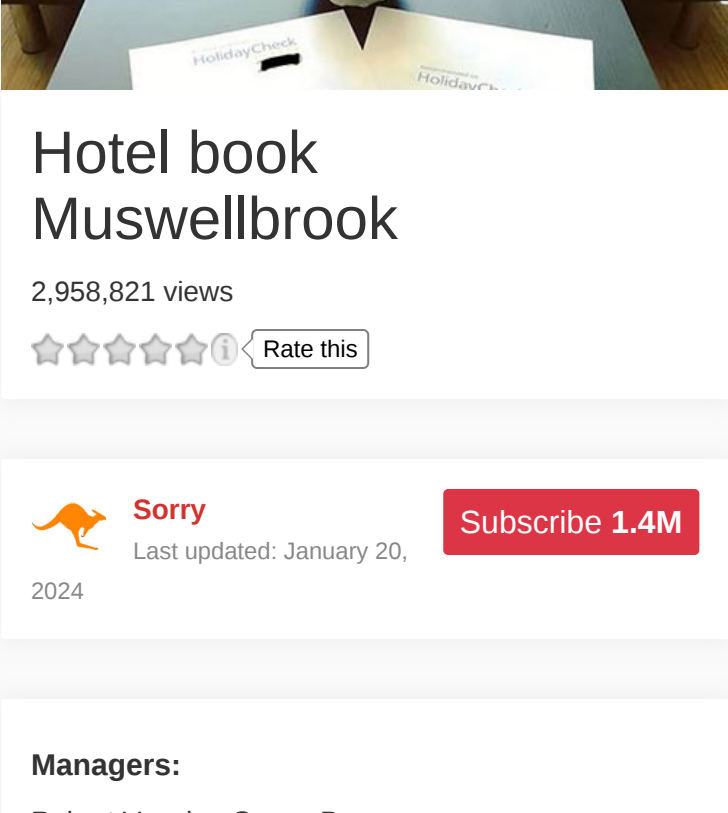 HolidayCheck
HolidayCh
Hotel book
Muswellbrook
2,958,821 views
Rate this
Sorry
Subscribe 1.4M
Last updated: January 20,
2024
Managers: